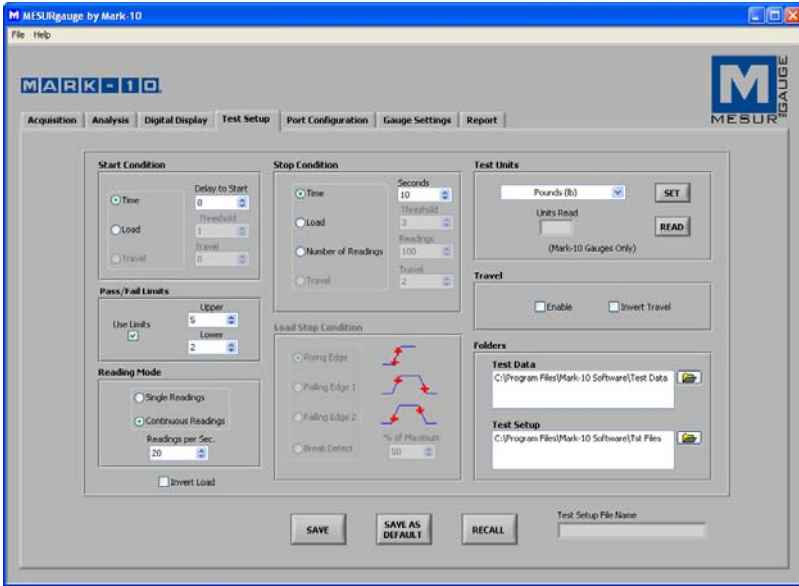 MESURgauge by Mark-10
File Help
MARK-10
M
MESUR GAUGE
Acquisition Analysis Digital Display Test Setup Port Configuration Gauge Settings Report
Start Condition
Time
Load
Travel
Delay to Start
0
Threshold
1
Travel
0
Pass/Fail Limits
Use Limits
Upper
5
Lower
2
Reading Mode
Single Readings
Continuous Readings
Readings per Sec.
20
Invert Load
Stop Condition
Time
Load
Number of Readings
Travel
Seconds
10
Threshold
3
Readings
100
Travel
2
Load Stop Condition
Rising Edge
Falling Edge 1
Falling Edge 2
Break Detect
% of Maximum
50
Test Units
Pounds (lb)
SET
Units Read
READ
(Mark-10 Gauges Only)
Travel
Enable
Invert Travel
Folders
Test Data
C:\Program Files\Mark-10 Software\Test Data
Test Setup
C:\Program Files\Mark-10 Software\Tst Files
SAVE
SAVE AS
DEFAULT
RECALL
Test Setup File Name